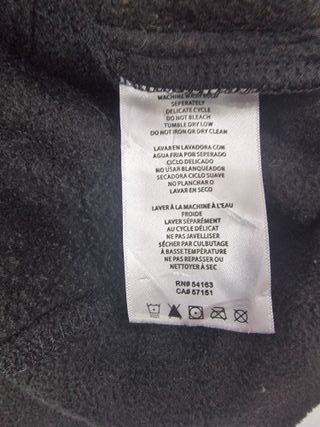 MACHINE WASH COLD
SEPERATELY
DELICATE CYCLE
DO NOT BLEACH
TUMBLE DRY LOW
DO NOT IRON OR DRY CLEAN
LAVAR EN LAVADORA CON
AGUA FRIA POR SEPERADO
CICLO DELICADO
NO USAR BLANQUEADOR
SECADORA CICLO SUAVE
NO PLANCHAR O
LAVAR EN SECO
LAVER À LA MACHINE À L'EAU
FROIDE
LAVER SÉPARÉMENT
AU CYCLE DÉLICAT
NE PAS JAVELLISER
SÉCHER PAR CULBUTAGE
À BASSE TEMPÉRATURE
NE PAS REPASSER OU
NETTOYER À SEC
RN# 54163
CA# 57151